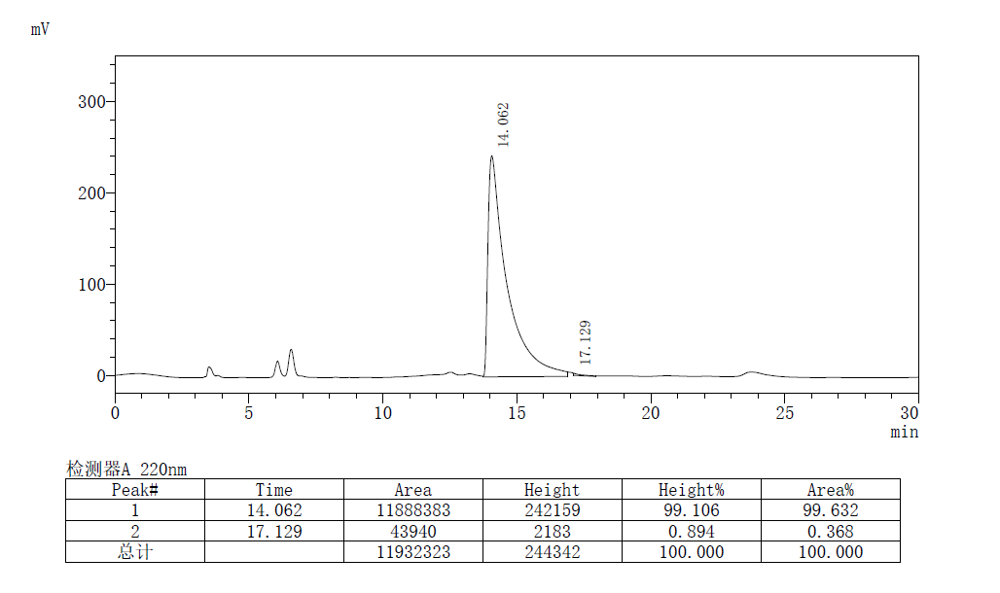 mV
300
200
100
0
14.062
17.129
0 5 10 15 20 25 30
min
检测器A 220nm
Peak# Time Area Height Height% Area%
1 14.062 11888383 242159 99.106 99.632
2 17.129 43940 2183 0.894 0.368
总计 11932323 244342 100.000 100.000